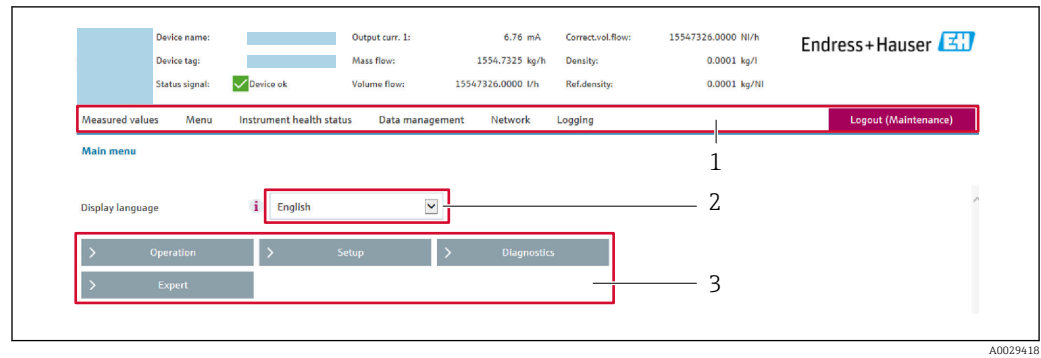 Device name: Output curr. 1: 6.76 mA Correct.vol.flow: 15547326.0000 Nl/h
Endress+Hauser EH
Device tag: Mass flow: 1554.7325 kg/h Density: 0.0001 kg/l
Status signal: Device ok Volume flow: 15547326.0000 l/h Ref.density: 0.0001 kg/Nl
Measured values Menu Instrument health status Data management Network Logging Logout (Maintenance)
1
Main menu
Display language i English 2
> Operation > Setup > Diagnostics
> Expert 3
A0029418